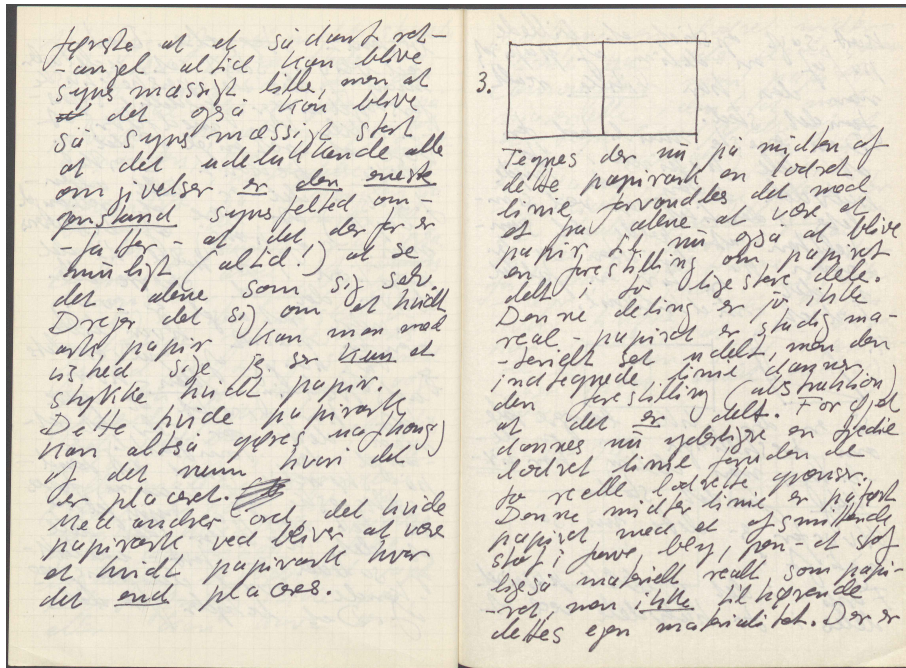 første at et sådant rekt-
-angel altid kan blive
synsmæssigt lille, men at
det også kan blive
så synsmæssigt stort
at det udelukkende alle
omgivelser er den eneste
genstand synsfeltet om-
-fatter - at det derfor er
muligt (altid!) at se
det alene som sig selv.
Drejer det sig om et hvidt
ark papir kan man med
vished sige jeg ser kun et
stykke hvidt papir.
Dette hvide papirark
kan altså gøres uafhængig
af det rum hvori det
er placeret.
Med andre ord, det hvide
papirark ved bliver at være
et hvidt papirark hvor
det end placeres.
3.
Tegnes der nu på midten af
dette papirark en lodret
linie forvandles det med
et fra alene at være et
papir til nu også at blive
en forestilling om papiret
delt i to ligestore dele.
Denne deling er jo ikke
real - papiret er stadig ma-
-terielt set udelt, men den
indtegnede linie danner
den forestilling (abstraktion)
at det er delt. For øjet
dannes nu yderligere en tredie
lodret linie foruden de
to reelle lodrette grænser.
Denne midterlinie er påført
papiret med et afsmittende
stof i farve, bly, pen et stof
ligeså materielt realt som papi-
-ret, men ikke tilhørende
dettes egen materialitet. Der er